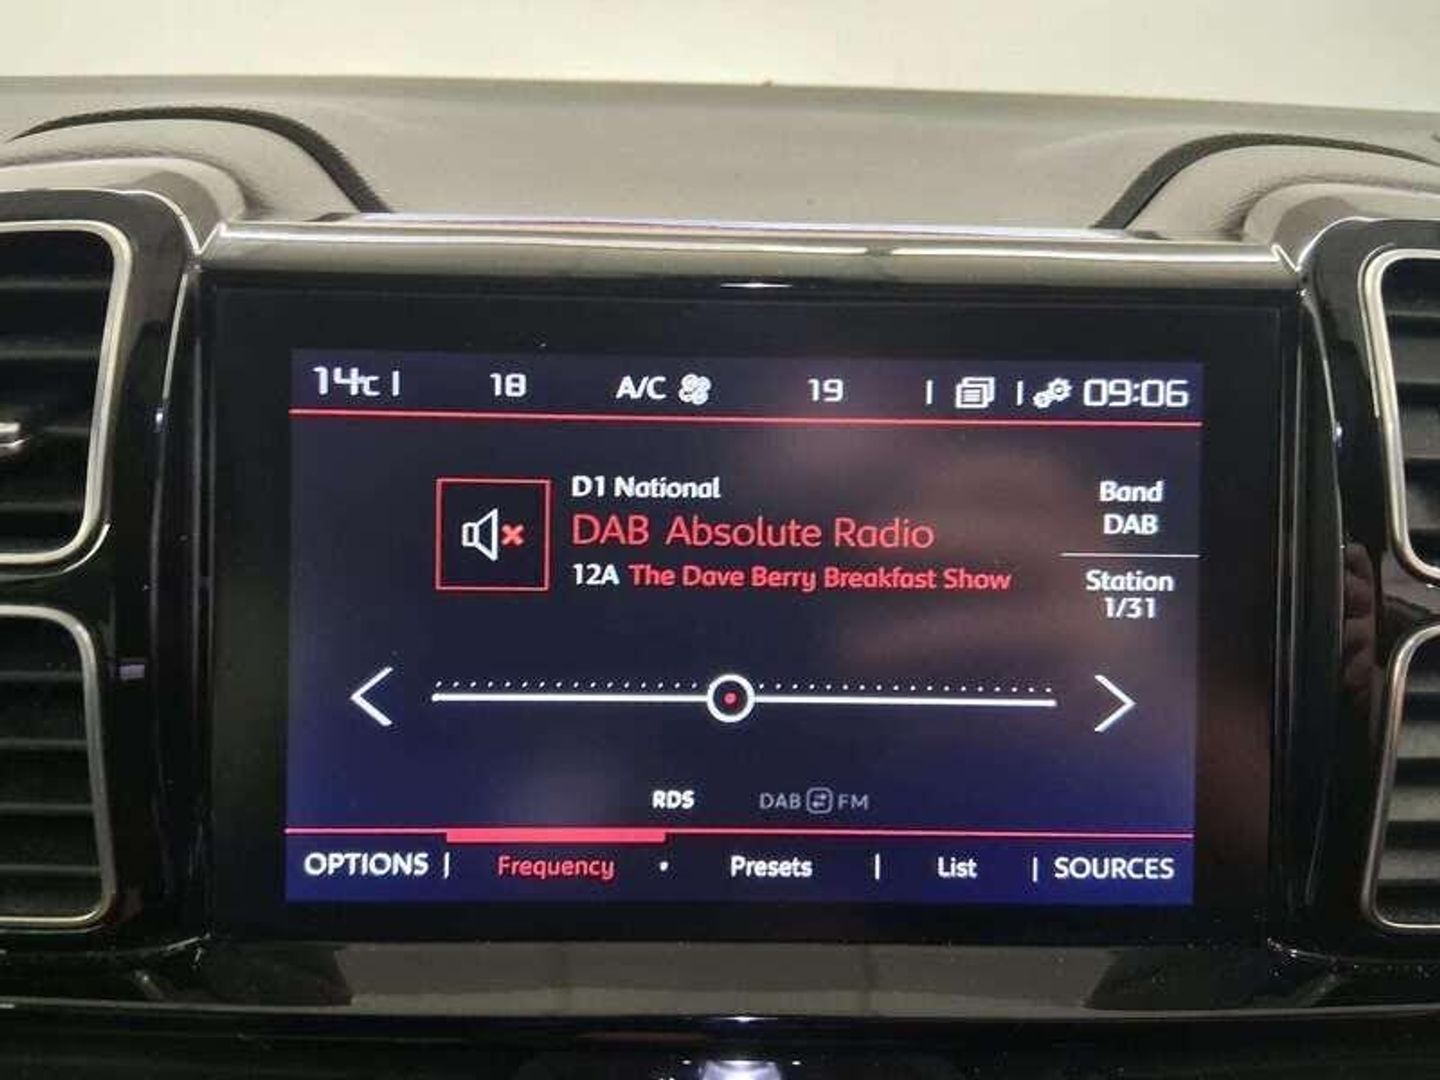 14°C | 18 A/C 19 | | 09:06
D1 National
DAB Absolute Radio
12A The Dave Berry Breakfast Show
Band
DAB
Station
1/31
RDS DAB FM
OPTIONS | Frequency • Presets | List | SOURCES